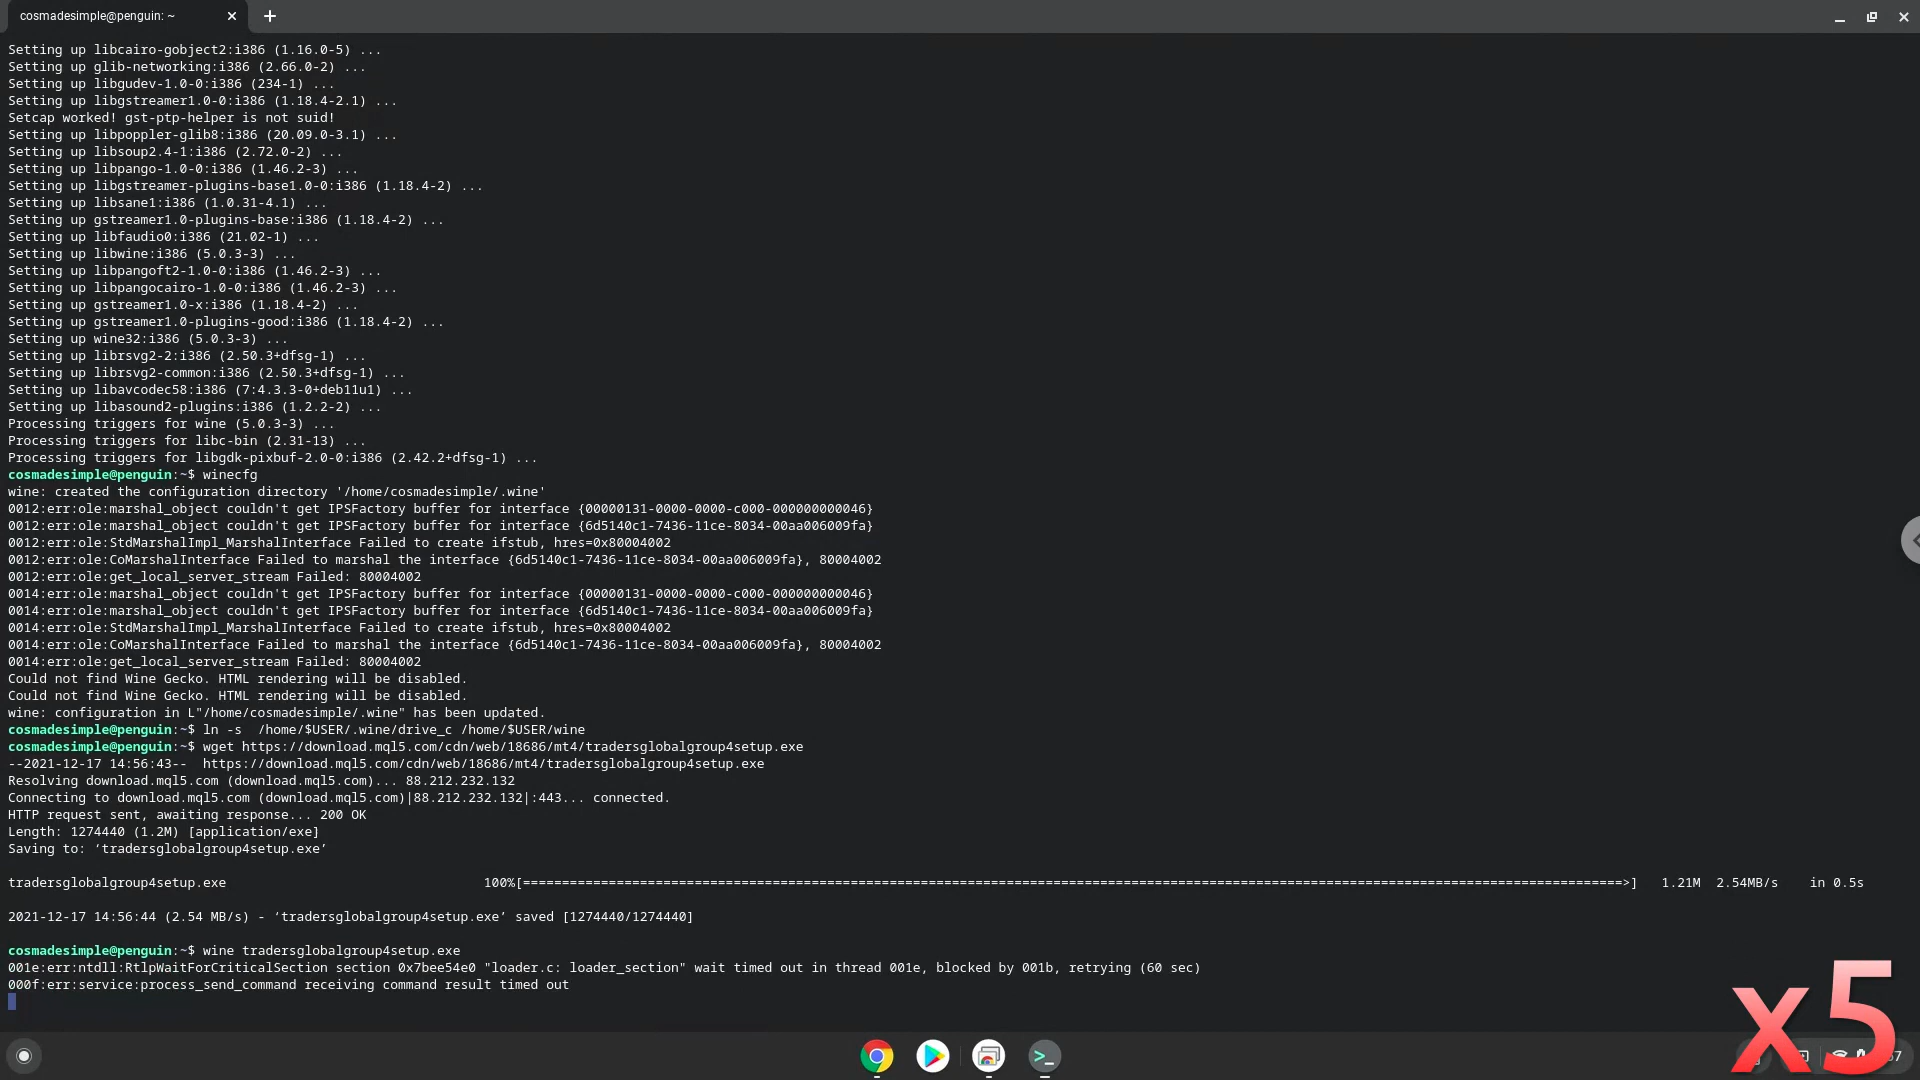 cosmadesimple@penguin: ~
Setting up libcairo-gobject2:i386 (1.16.0-5) ...
Setting up glib-networking:i386 (2.66.0-2) ...
Setting up libgudev-1.0-0:i386 (234-1) ...
Setting up libgstreamer1.0-0:i386 (1.18.4-2.1) ...
Setcap worked! gst-ptp-helper is not suid!
Setting up libpoppler-glib8:i386 (20.09.0-3.1) ...
Setting up libsoup2.4-1:i386 (2.72.0-2) ...
Setting up libpango-1.0-0:i386 (1.46.2-3) ...
Setting up libgstreamer-plugins-base1.0-0:i386 (1.18.4-2) ...
Setting up libsane1:i386 (1.0.31-4.1) ...
Setting up gstreamer1.0-plugins-base:i386 (1.18.4-2) ...
Setting up libfaudio0:i386 (21.02-1) ...
Setting up libwine:i386 (5.0.3-3) ...
Setting up libpangoft2-1.0-0:i386 (1.46.2-3) ...
Setting up libpangocairo-1.0-0:i386 (1.46.2-3) ...
Setting up gstreamer1.0-x:i386 (1.18.4-2) ...
Setting up gstreamer1.0-plugins-good:i386 (1.18.4-2) ...
Setting up wine32:i386 (5.0.3-3) ...
Setting up librsvg2-2:i386 (2.50.3+dfsg-1) ...
Setting up librsvg2-common:i386 (2.50.3+dfsg-1) ...
Setting up libavcodec58:i386 (7:4.3.3-0+deb11u1) ...
Setting up libasound2-plugins:i386 (1.2.2-2) ...
Processing triggers for wine (5.0.3-3) ...
Processing triggers for libc-bin (2.31-13) ...
Processing triggers for libgdk-pixbuf-2.0-0:i386 (2.42.2+dfsg-1) ...
cosmadesimple@penguin:~$ winecfg
wine: created the configuration directory '/home/cosmadesimple/.wine'
0012:err:ole:marshal_object couldn't get IPSFactory buffer for interface {00000131-0000-0000-c000-000000000046}
0012:err:ole:marshal_object couldn't get IPSFactory buffer for interface {6d5140c1-7436-11ce-8034-00aa006009fa}
0012:err:ole:StdMarshalImpl_MarshalInterface Failed to create ifstub, hres=0x80004002
0012:err:ole:CoMarshalInterface Failed to marshal the interface {6d5140c1-7436-11ce-8034-00aa006009fa}, 80004002
0012:err:ole:get_local_server_stream Failed: 80004002
0014:err:ole:marshal_object couldn't get IPSFactory buffer for interface {00000131-0000-0000-c000-000000000046}
0014:err:ole:marshal_object couldn't get IPSFactory buffer for interface {6d5140c1-7436-11ce-8034-00aa006009fa}
0014:err:ole:StdMarshalImpl_MarshalInterface Failed to create ifstub, hres=0x80004002
0014:err:ole:CoMarshalInterface Failed to marshal the interface {6d5140c1-7436-11ce-8034-00aa006009fa}, 80004002
0014:err:ole:get_local_server_stream Failed: 80004002
Could not find Wine Gecko. HTML rendering will be disabled.
Could not find Wine Gecko. HTML rendering will be disabled.
wine: configuration in L"/home/cosmadesimple/.wine" has been updated.
cosmadesimple@penguin:~$ ln -s  /home/$USER/.wine/drive_c /home/$USER/wine
cosmadesimple@penguin:~$ wget https://download.mql5.com/cdn/web/18686/mt4/tradersglobalgroup4setup.exe
--2021-12-17 14:56:43--  https://download.mql5.com/cdn/web/18686/mt4/tradersglobalgroup4setup.exe
Resolving download.mql5.com (download.mql5.com)... 88.212.232.132
Connecting to download.mql5.com (download.mql5.com)|88.212.232.132|:443... connected.
HTTP request sent, awaiting response... 200 OK
Length: 1274440 (1.2M) [application/exe]
Saving to: ‘tradersglobalgroup4setup.exe’
tradersglobalgroup4setup.exe 100%[=============================================================================================================================================>] 1.21M 2.54MB/s in 0.5s
2021-12-17 14:56:44 (2.54 MB/s) - ‘tradersglobalgroup4setup.exe’ saved [1274440/1274440]
cosmadesimple@penguin:~$ wine tradersglobalgroup4setup.exe
001e:err:ntdll:RtlpWaitForCriticalSection section 0x7bee54e0 "loader.c: loader_section" wait timed out in thread 001e, blocked by 001b, retrying (60 sec)
000f:err:service:process_send_command receiving command result timed out
x5